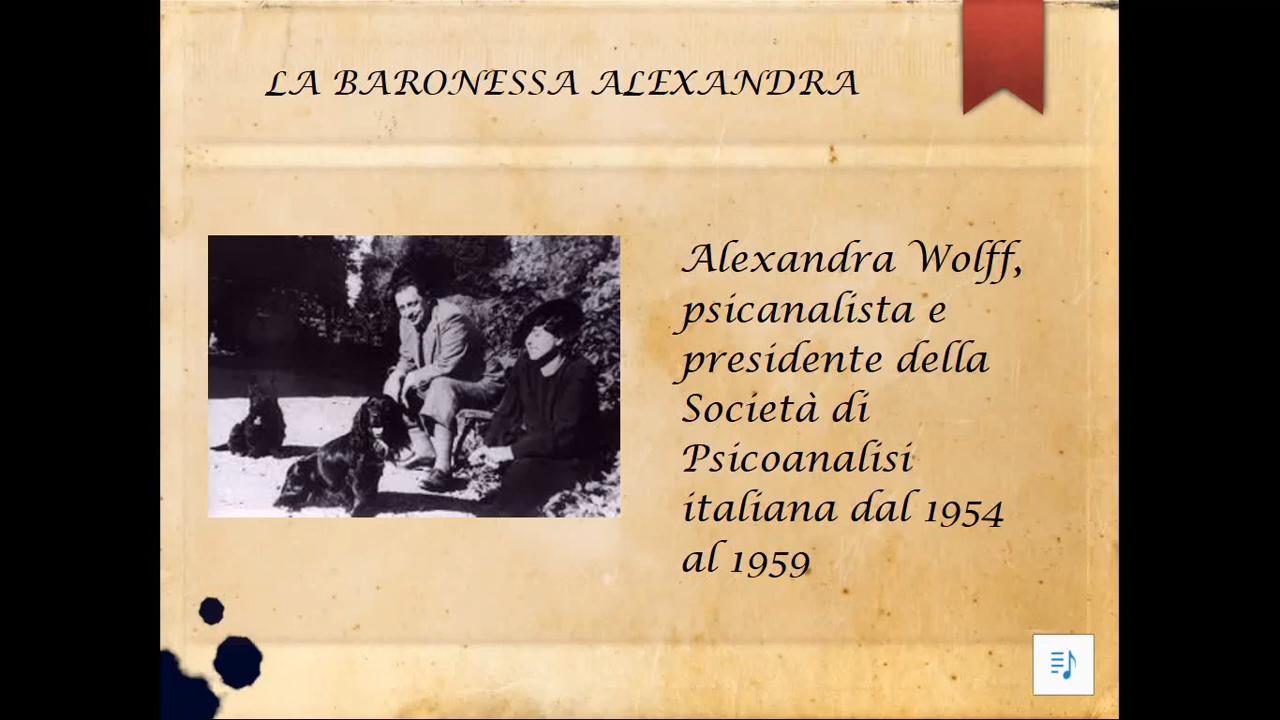 LA BARONESSA ALEXANDRA
Alexandra Wolff,
psicanalista e
presidente della
Società di
Psicoanalisi
italiana dal 1954
al 1959